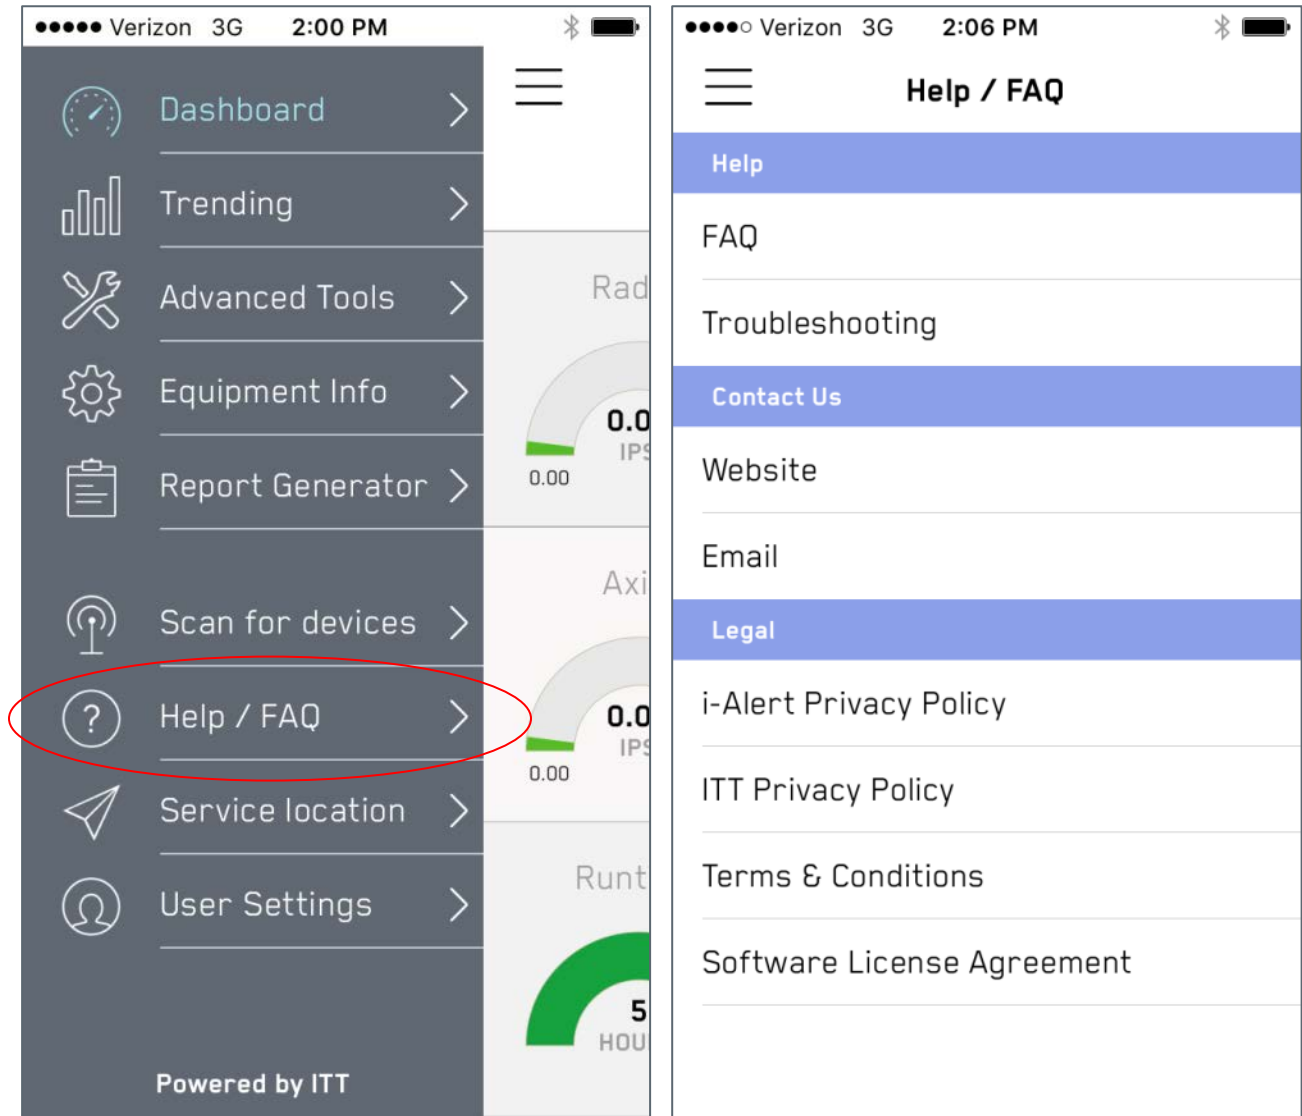 Verizon 3G 2:00 PM
Dashboard
Trending
Advanced Tools
Equipment Info
Report Generator
Scan for devices
? Help / FAQ
Service location
User Settings
Powered by ITT
Rad
0.0
IPS
0.00
Axi
0.0
IPS
0.00
Runt
5
HOU
Verizon 3G 2:06 PM
Help / FAQ
Help
FAQ
Troubleshooting
Contact Us
Website
Email
Legal
i-Alert Privacy Policy
ITT Privacy Policy
Terms & Conditions
Software License Agreement